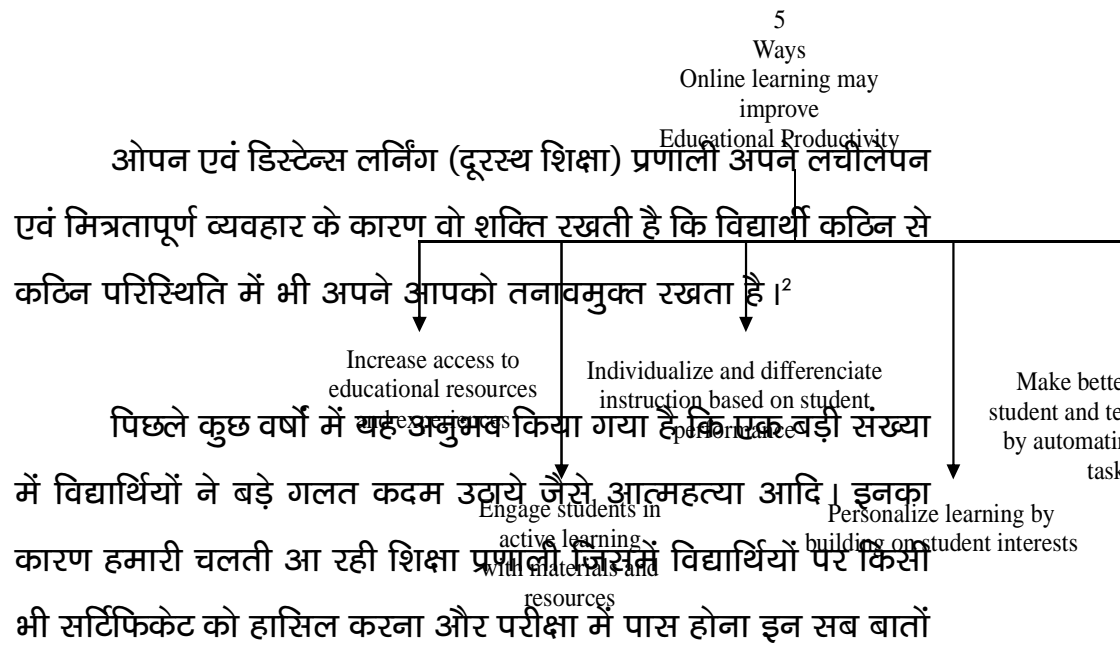 5
Ways
Online learning may
improve
Educational Productivity
ओपन एवं डिस्टेन्स लर्निंग (दूरस्थ शिक्षा) प्रणाली अपने लचीलेपन
एवं मित्रतापूर्ण व्यवहार के कारण वो शक्ति रखती है कि विद्यार्थी कठिन से
कठिन परिस्थिति में भी अपने आपको तनावमुक्त रखता है ।²
Increase access to
educational resources
and experiences
Individualize and differenciate
instruction based on student
performance
Make bette
student and te
by automatin
task
पिछले कुछ वर्षों में यह अनुभव किया गया है कि एक बड़ी संख्या
में विद्यार्थियों ने बड़े गलत कदम उठाये जैसे आत्महत्या आदि । इनका
Engage students in
active learning
with materials and
resources
Personalize learning by
building on student interests
कारण हमारी चलती आ रही शिक्षा प्रणाली जिसमें विद्यार्थियों पर किसी
भी सर्टिफिकेट को हासिल करना और परीक्षा में पास होना इन सब बातों